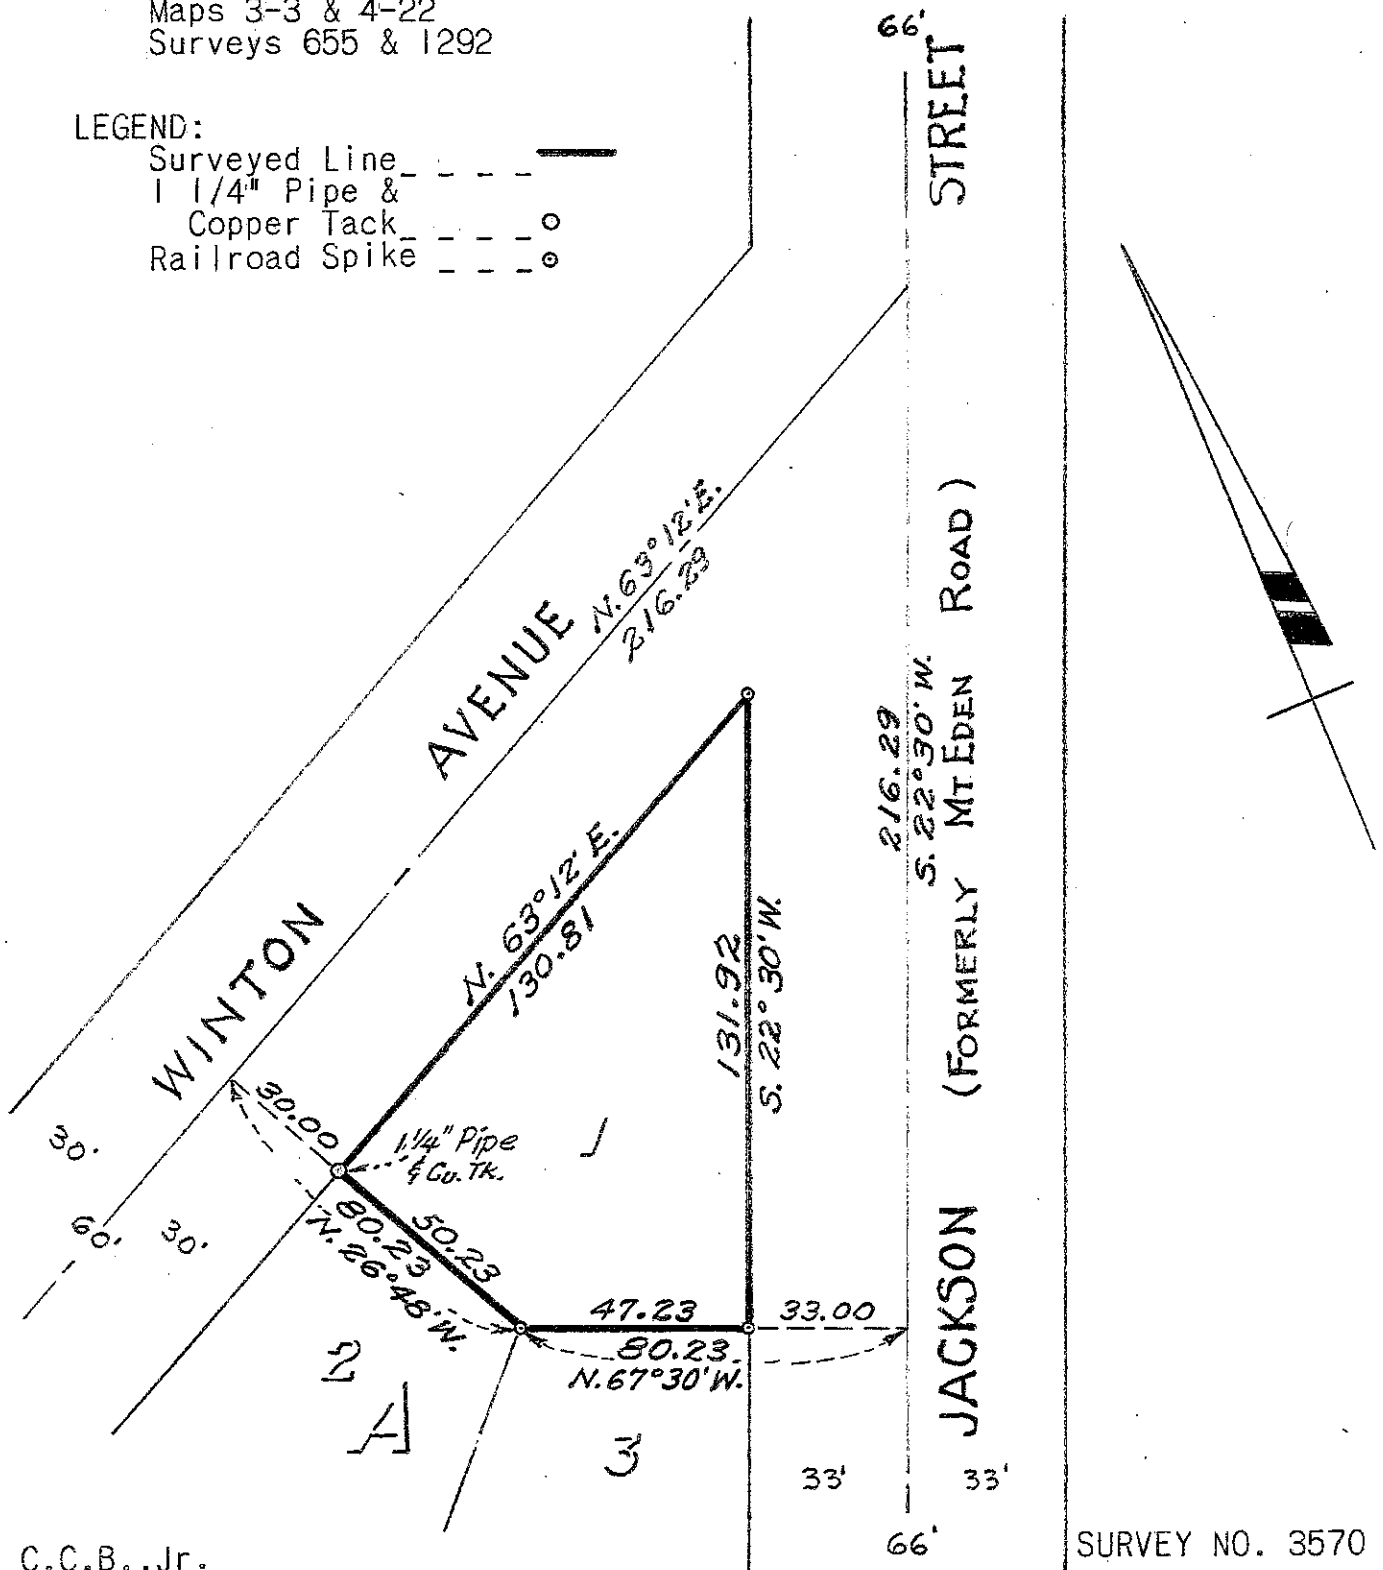 Maps 3-3 & 4-22
Surveys 655 & 1292
LEGEND:
Surveyed Line
1 1/4" Pipe &
Copper Tack
Railroad Spike
66'
STREET
N. 63° 12' E.
216.29
WINTON AVENUE
N. 63° 12' E.
130.81
131.92
S. 22° 30' W.
216.29
S. 22° 30' W.
JACKSON (FORMERLY MT EDEN ROAD)
30.00
1 1/4" Pipe
& Cu. Tk.
1
30'
60'
30'
50.23
80.23
N. 26° 48' W.
47.23
33.00
80.23
N. 67° 30' W.
2
A
3
33'
33'
66'
C.C.B., Jr.
SURVEY NO. 3570